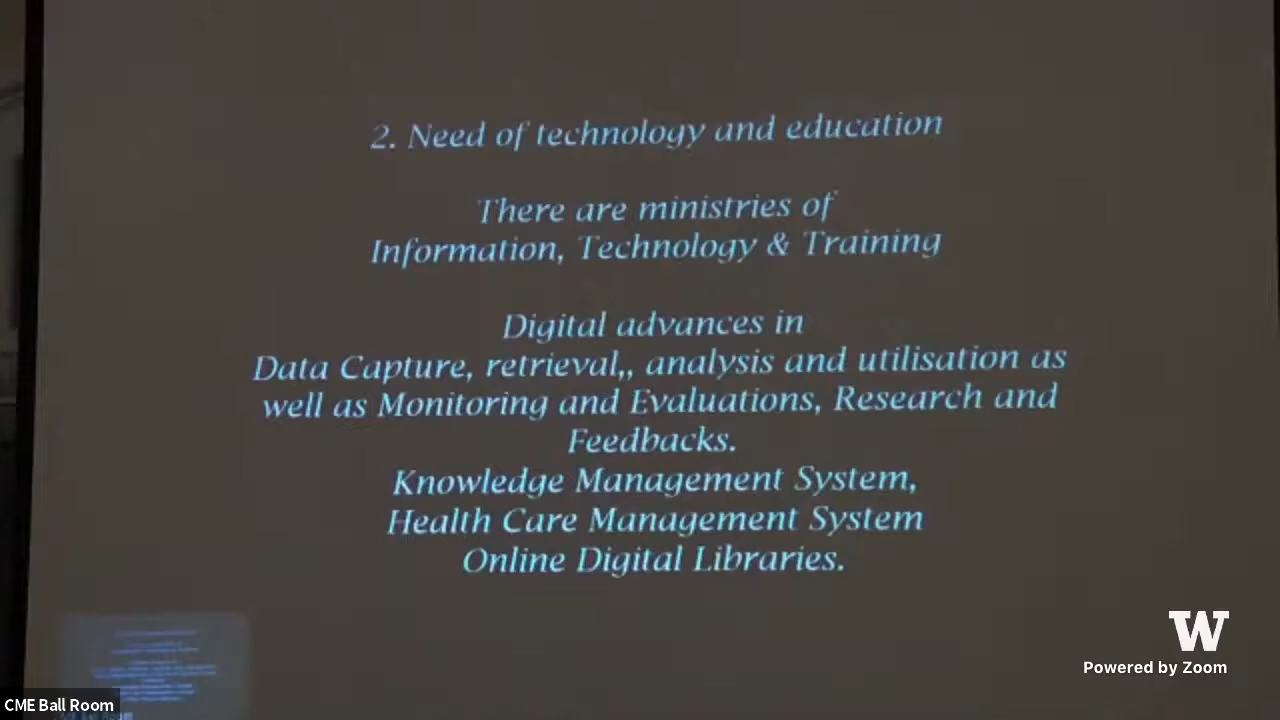 2. Need of technology and education
There are ministries of
Information, Technology & Training
Digital advances in
Data Capture, retrieval,, analysis and utilisation as
well as Monitoring and Evaluations, Research and
Feedbacks.
Knowledge Management System,
Health Care Management System
Online Digital Libraries.
W
Powered by Zoom
CME Ball Room